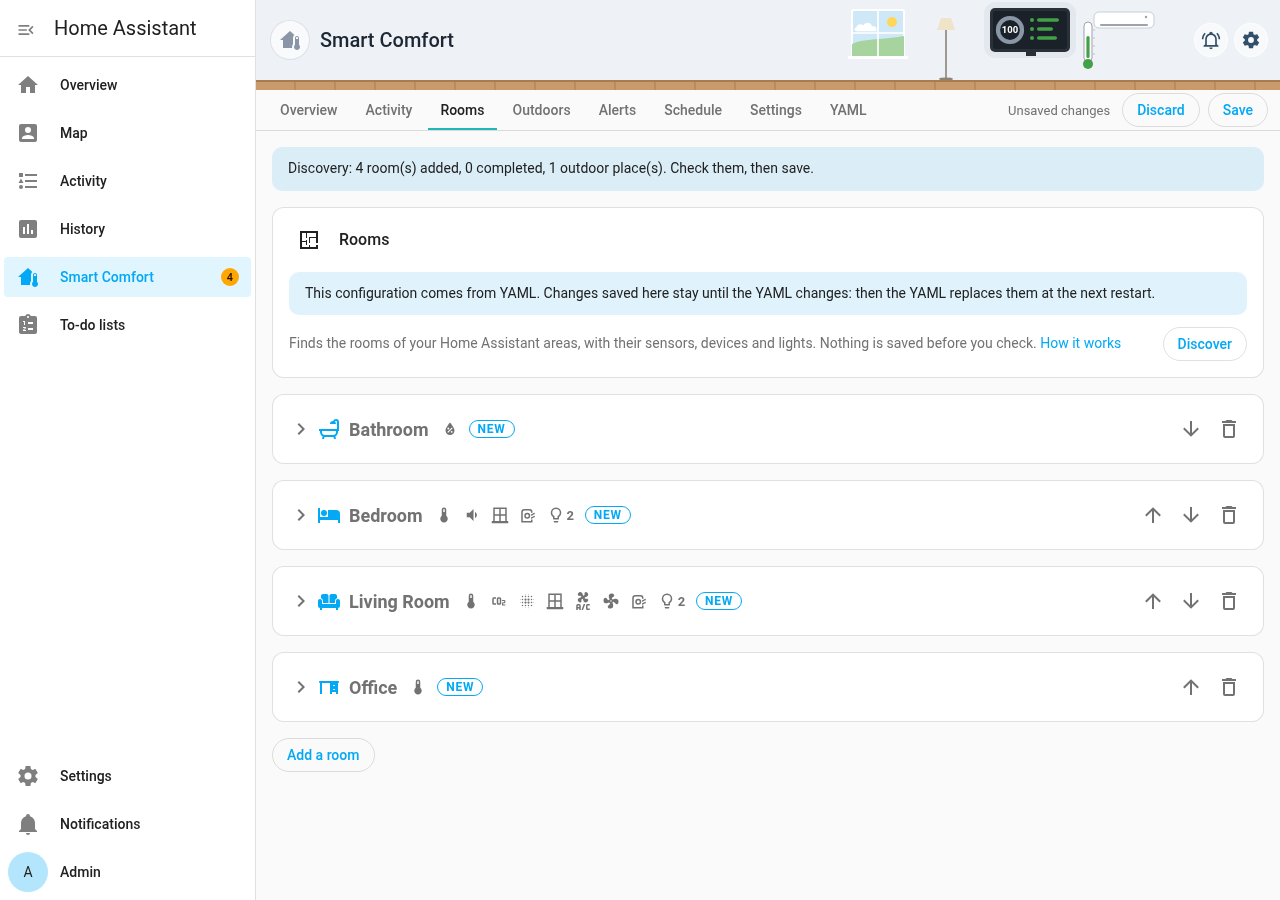 Home Assistant
Overview
Map
Activity
History
Smart Comfort
4
To-do lists
Settings
Notifications
A
Admin
Smart Comfort
100
Overview
Activity
Rooms
Outdoors
Alerts
Schedule
Settings
YAML
Unsaved changes
Discard
Save
Discovery: 4 room(s) added, 0 completed, 1 outdoor place(s). Check them, then save.
Rooms
This configuration comes from YAML. Changes saved here stay until the YAML changes: then the YAML replaces them at the next restart.
Finds the rooms of your Home Assistant areas, with their sensors, devices and lights. Nothing is saved before you check. How it works
Discover
Bathroom NEW
Bedroom 2 NEW
Living Room CO₂ A/C 2 NEW
Office NEW
Add a room